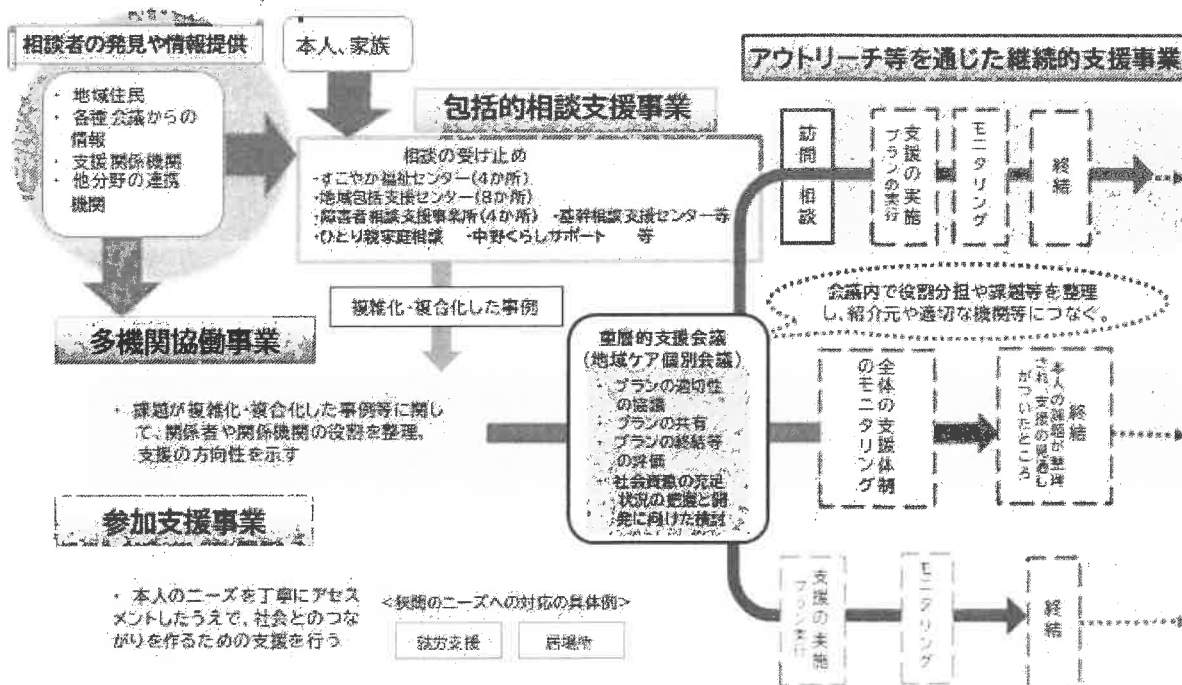 相談者の発見や情報提供
・ 地域住民
・ 各種会議からの
情報
・ 支援関係機関
・ 他分野の連携
機関
本人、家族
包括的相談支援事業
相談の受け止め
・すこやか福祉センター(4か所)
・地域包括支援センター(8か所)
・障害者相談支援事業所(4か所) ・基幹相談支援センター等
・ひとり親家庭相談 ・中野くらしサポート 等
複雑化・複合化した事例
アウトリーチ等を通じた継続的支援事業
訪問 相談
支援の実施
プランの実行
モニタリング
終結
会議内で役割分担や課題等を整理
し、紹介元や適切な機関等につなぐ。
多機関協働事業
・ 課題が複雑化・複合化した事例等に関し
て、関係者や関係機関の役割を整理、
支援の方向性を示す
重層的支援会議
(地域ケア個別会議)
・ プランの適切性
の協議
・ プランの共有
・ プランの終結等
の評価
・ 社会資源の充足
状況の把握と開
発に向けた検討
全体の支援体制
のモニタリング
終結
本人の課題が整理
され、支援の見通し
がついたところ
参加支援事業
・ 本人のニーズを丁寧にアセス
メントしたうえで、社会とのつな
がりを作るための支援を行う
<狭間のニーズへの対応の具体例>
就労支援
居場所
支援の実施
プラン実行
モニタリング
終結